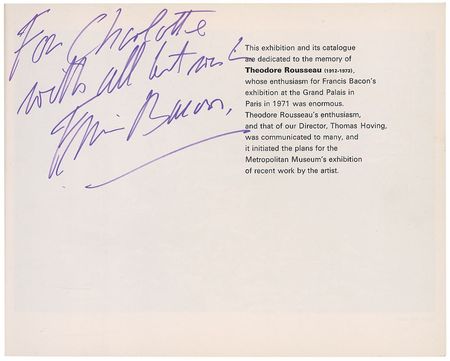 For Charlotte
with all best wishes
Francis Bacon.
This exhibition and its catalogue
are dedicated to the memory of
Theodore Rousseau (1912-1973),
whose enthusiasm for Francis Bacon's
exhibition at the Grand Palais in
Paris in 1971 was enormous.
Theodore Rousseau's enthusiasm,
and that of our Director, Thomas Hoving,
was communicated to many, and
it initiated the plans for the
Metropolitan Museum's exhibition
of recent work by the artist.